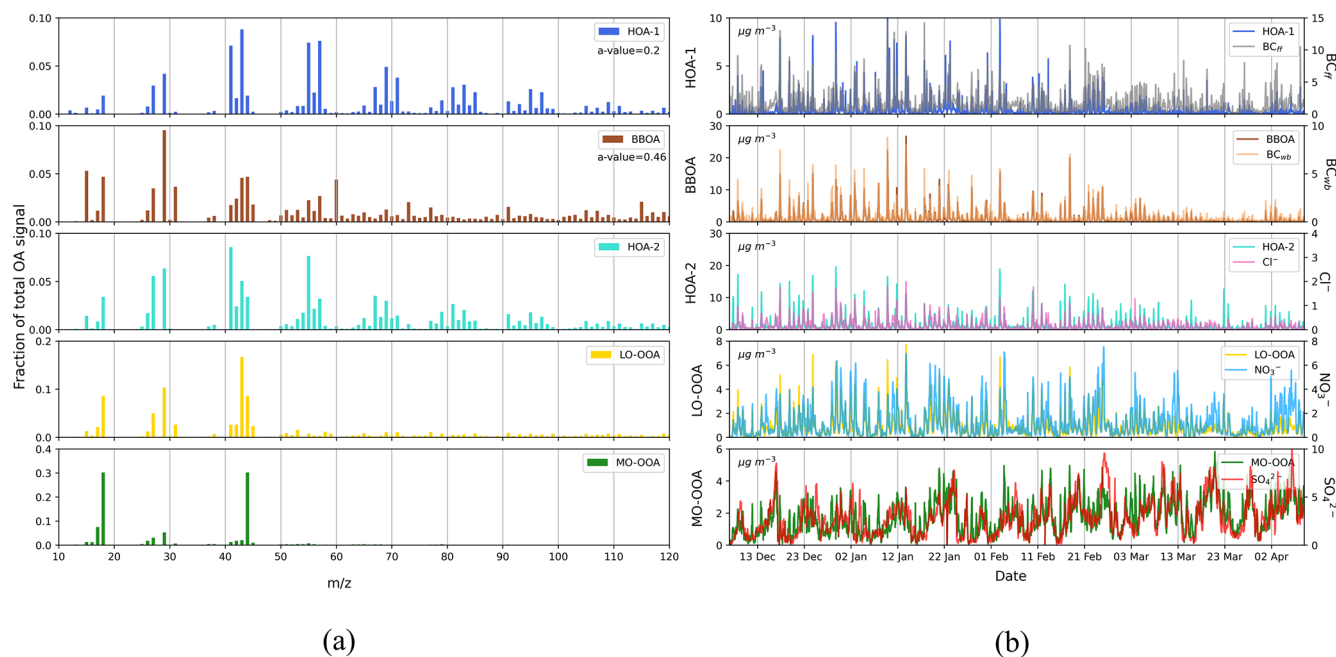 0.10
0.05
0.00
HOA-1
a-value=0.2
0.10
0.05
0.00
BBOA
a-value=0.46
0.10
0.05
0.00
HOA-2
0.2
0.1
0.0
LO-OOA
0.4
0.3
0.2
0.1
0.0
MO-OOA
10 20 30 40 50 60 70 80 90 100 110 120
m/z
Fraction of total OA signal
(a)
HOA-1
10
5
0
µg m⁻³
HOA-1
BC_ff
15
10
5
0
BC_ff
BBOA
30
20
10
0
µg m⁻³
BBOA
BC_wb
10
5
0
BC_wb
HOA-2
30
20
10
0
µg m⁻³
HOA-2
Cl⁻
4
3
2
1
0
Cl⁻
LO-OOA
8
6
4
2
0
µg m⁻³
LO-OOA
NO₃⁻
8
6
4
2
0
NO₃⁻
MO-OOA
6
4
2
0
µg m⁻³
MO-OOA
SO₄²⁻
10
5
0
SO₄²⁻
13 Dec 23 Dec 02 Jan 12 Jan 22 Jan 01 Feb 11 Feb 21 Feb 03 Mar 13 Mar 23 Mar 02 Apr
Date
(b)